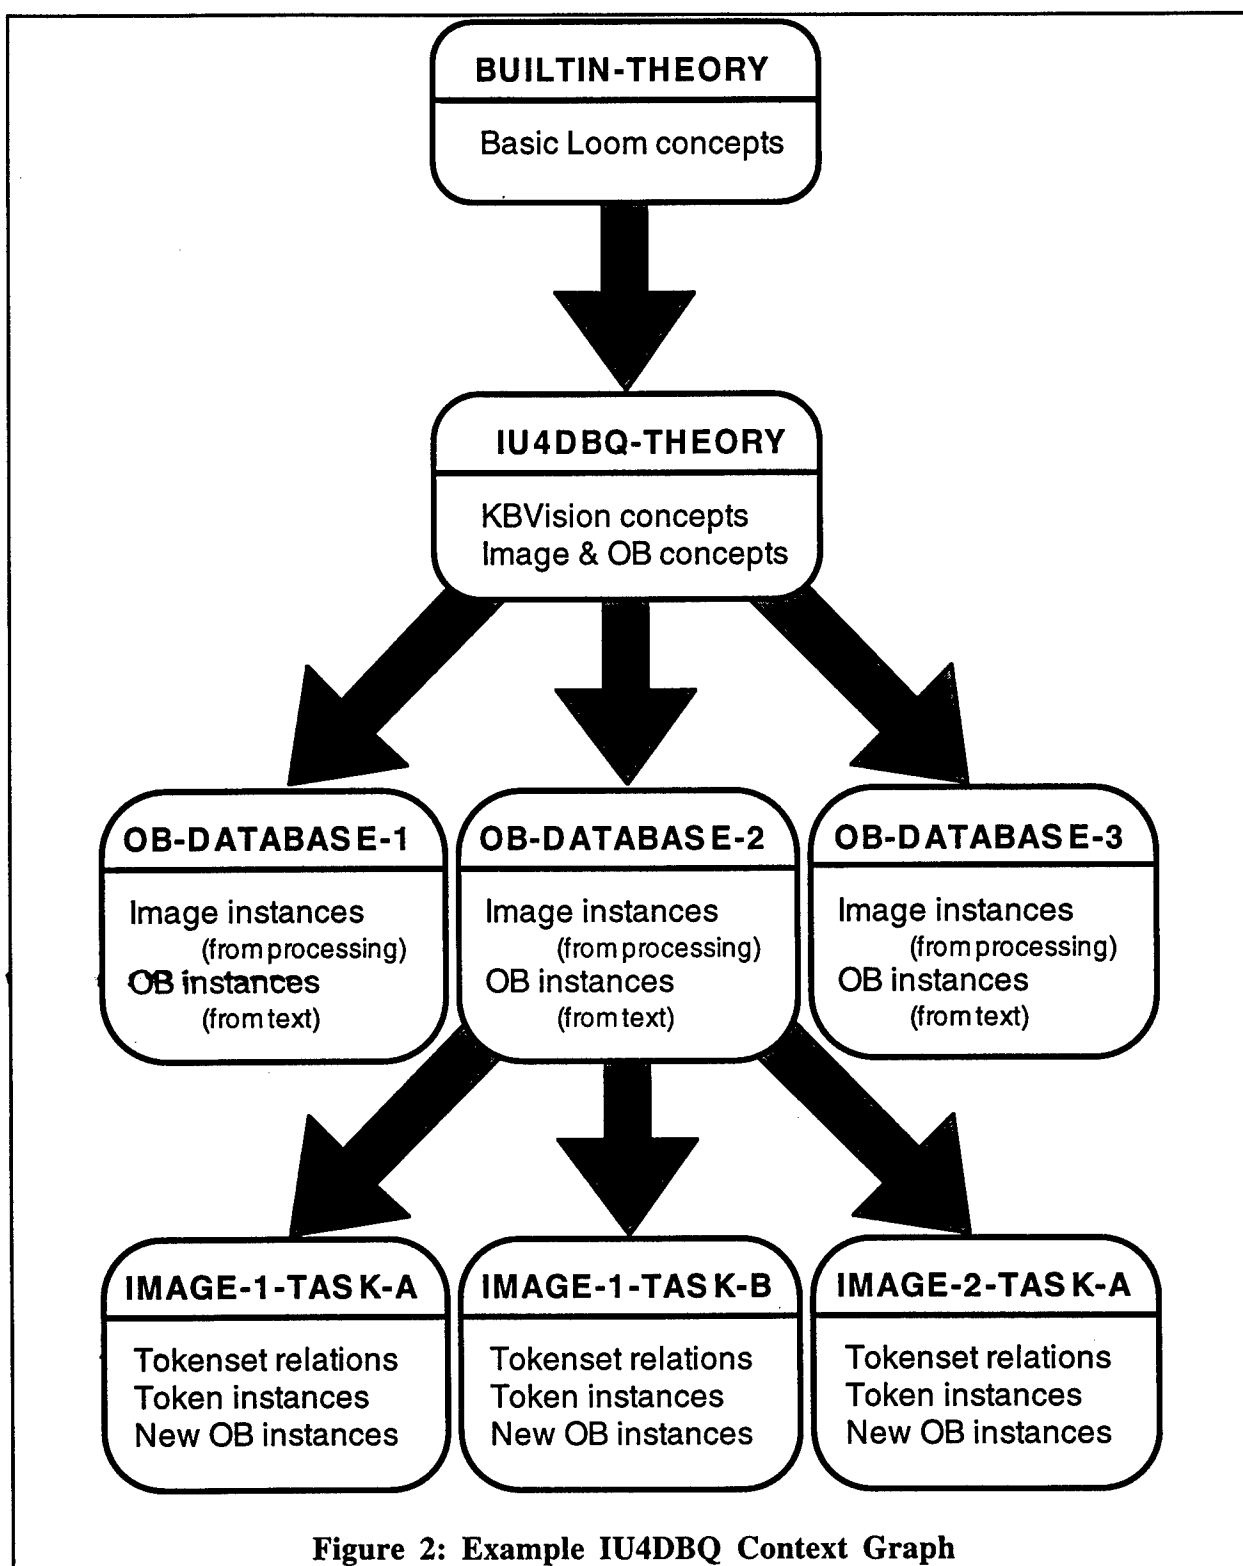 BUILTIN-THEORY
Basic Loom concepts
IU4DBQ-THEORY
KBVision concepts
Image & OB concepts
OB-DATABASE-1
Image instances
(from processing)
OB instances
(from text)
OB-DATABASE-2
Image instances
(from processing)
OB instances
(from text)
OB-DATABASE-3
Image instances
(from processing)
OB instances
(from text)
IMAGE-1-TASK-A
Tokenset relations
Token instances
New OB instances
IMAGE-1-TASK-B
Tokenset relations
Token instances
New OB instances
IMAGE-2-TASK-A
Tokenset relations
Token instances
New OB instances
Figure 2: Example IU4DBQ Context Graph